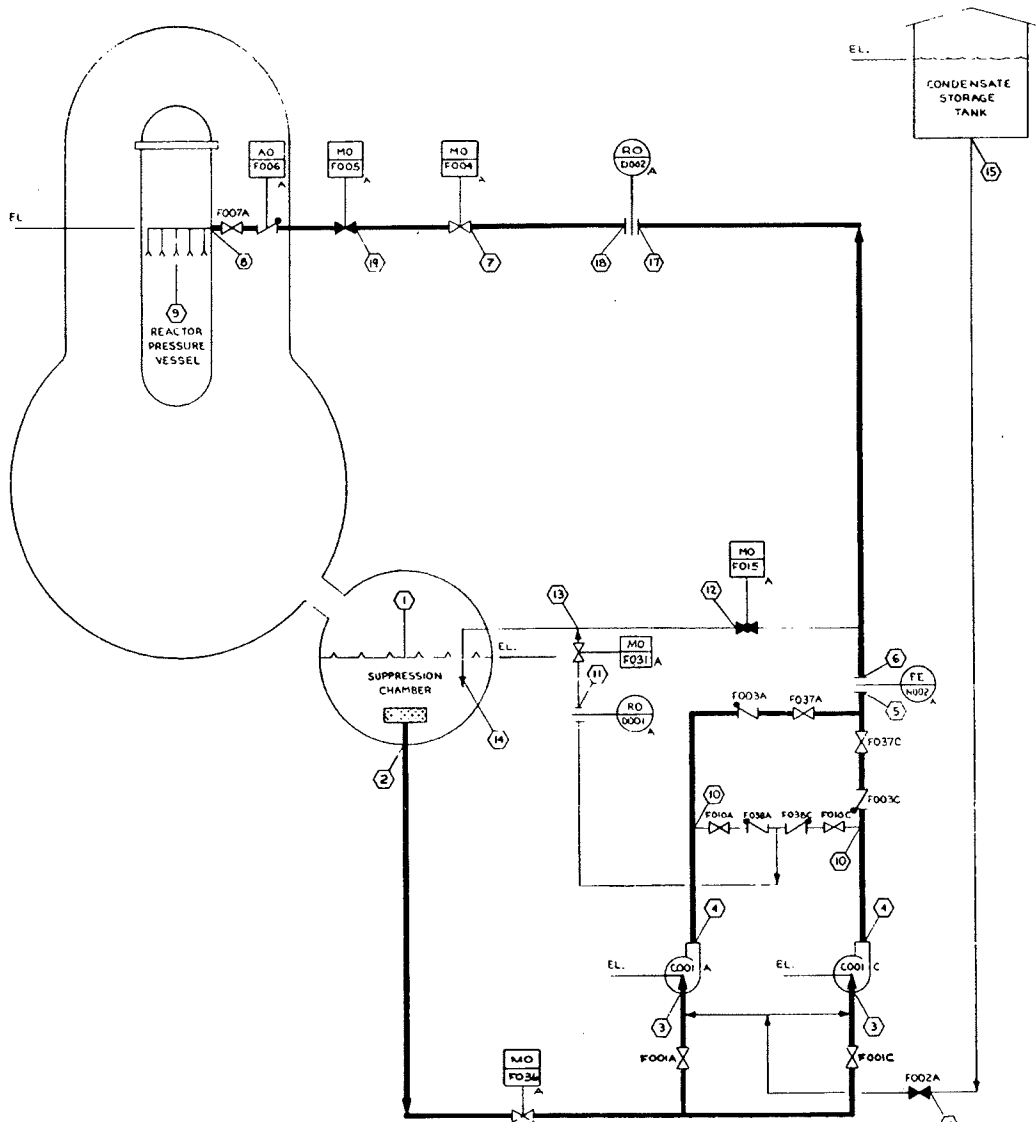 EL.
CONDENSATE
STORAGE
TANK
15
AO
F006
A
MO
F005
A
MO
F004
A
RO
D002
A
EL
F007A
8
19
7
18
17
9
REACTOR
PRESSURE
VESSEL
MO
F015
A
1
13
12
EL.
MO
F031
A
SUPPRESSION
CHAMBER
11
6
FE
N002
A
5
RO
D001
A
F003A
F037A
14
2
F037C
F003C
10
F010A
F038A
F038C
F010C
10
4
4
EL.
C001 A
EL.
C001 C
3
3
F001A
F001C
MO
F036
A
F002A